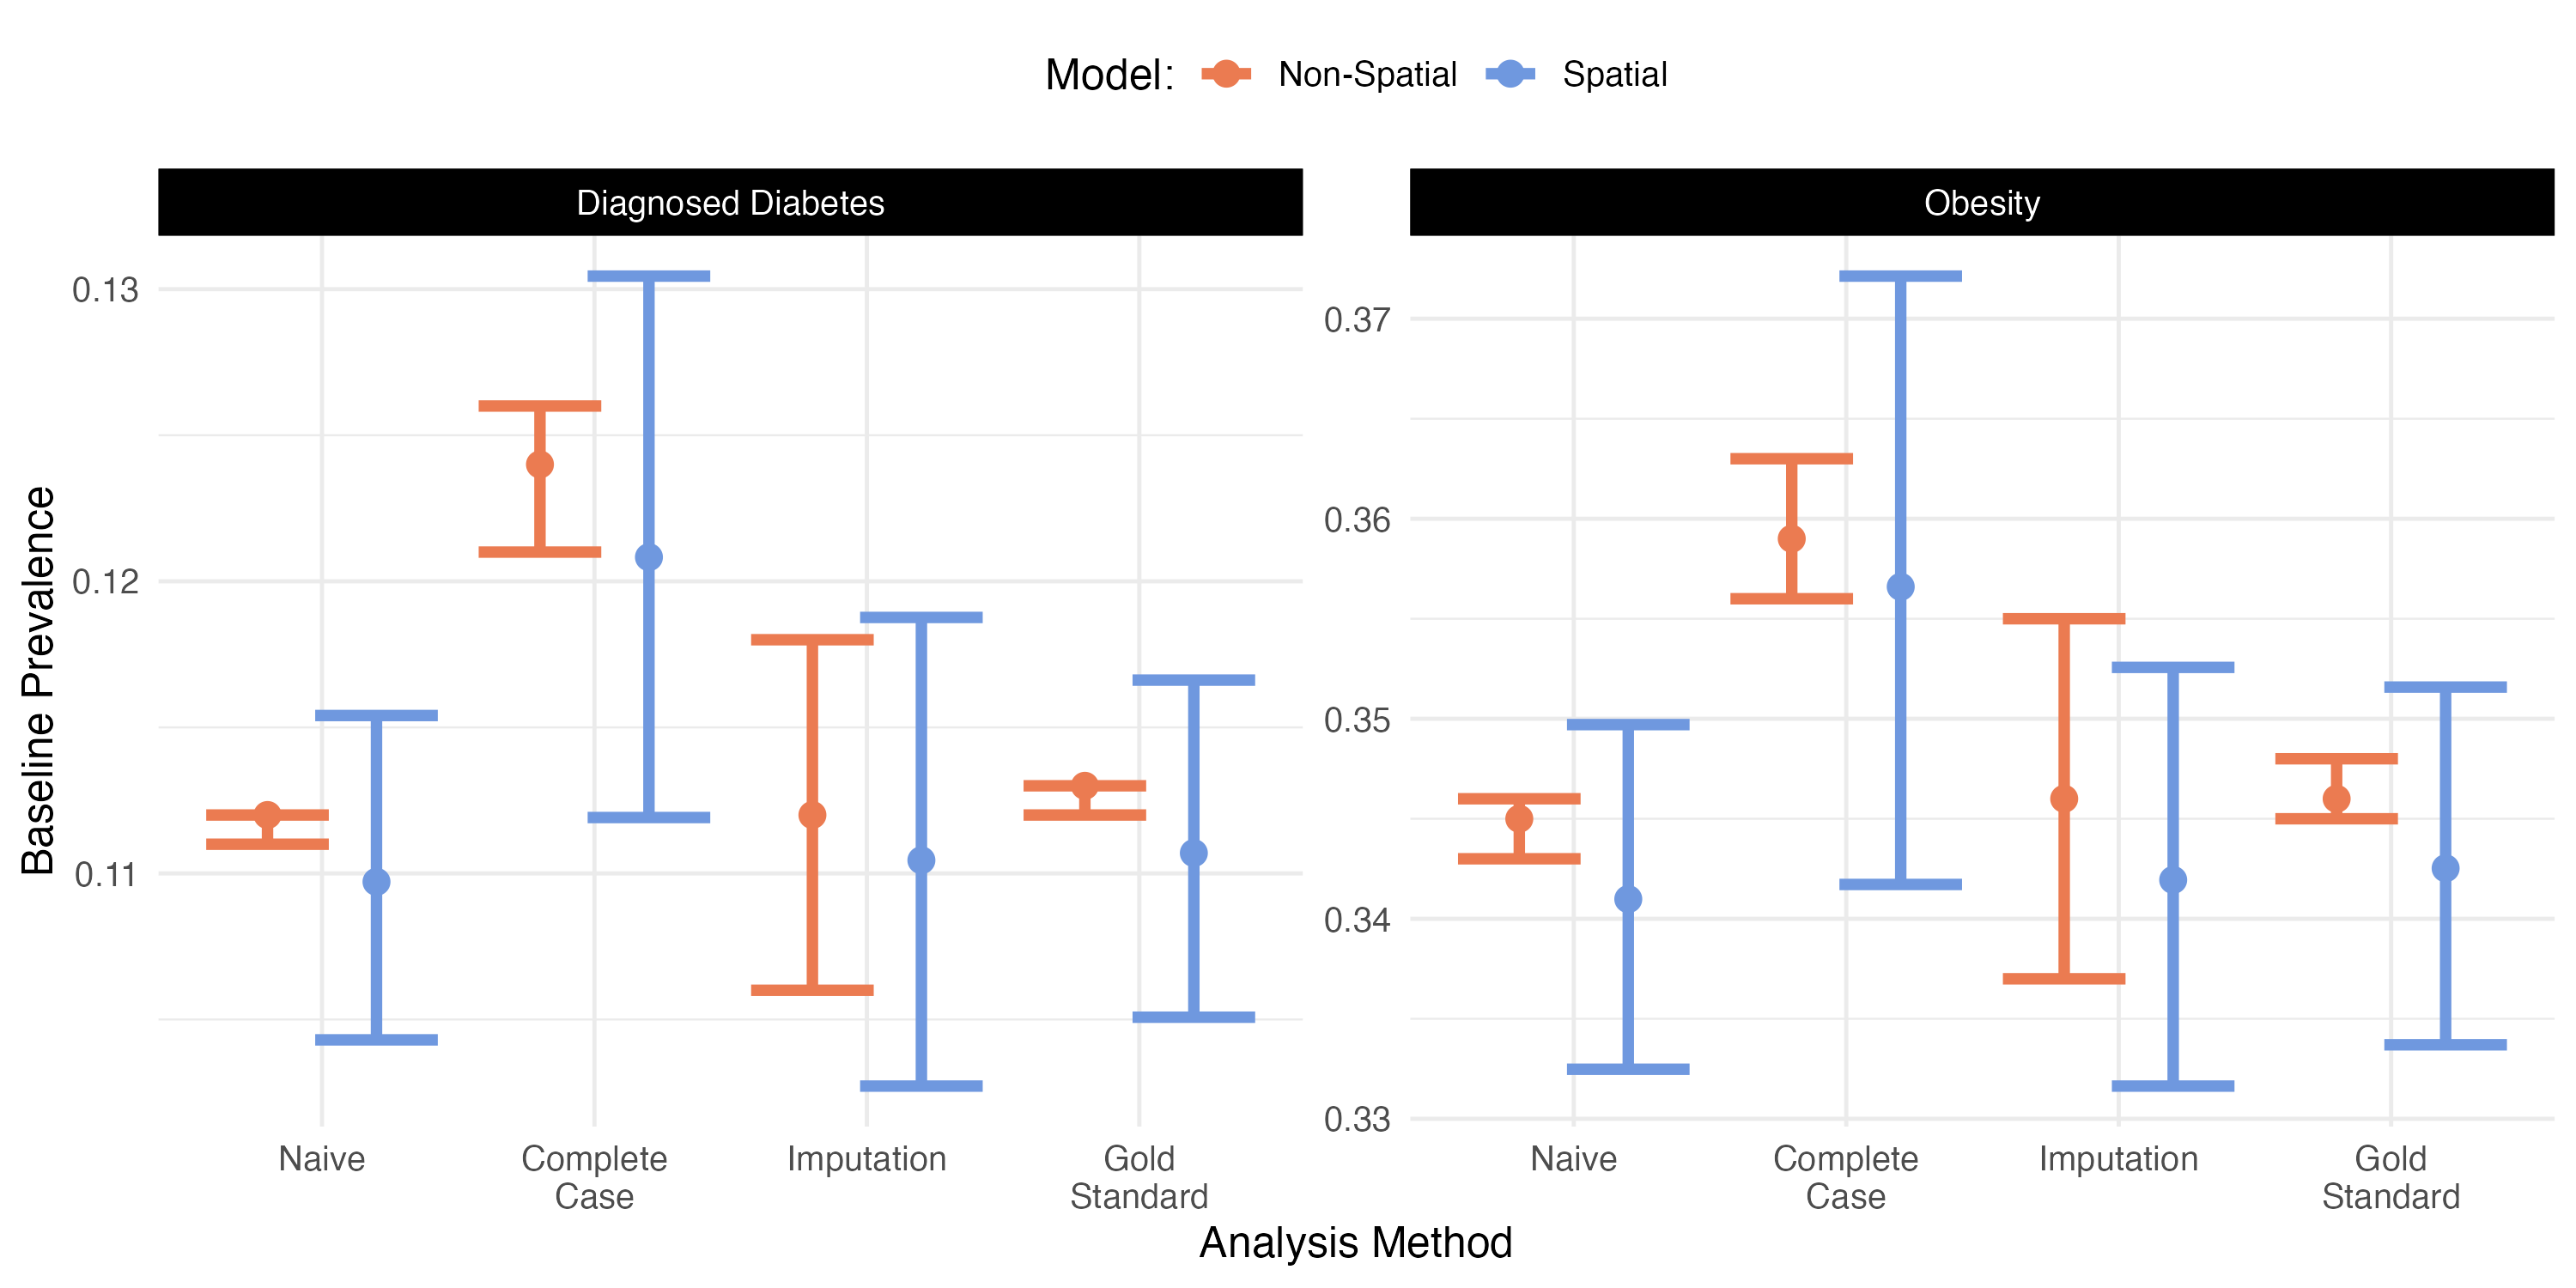 Model: Non-Spatial Spatial
Diagnosed Diabetes
Obesity
Baseline Prevalence
0.13
0.12
0.11
0.37
0.36
0.35
0.34
0.33
Naive
Complete
Case
Imputation
Gold
Standard
Naive
Complete
Case
Imputation
Gold
Standard
Analysis Method